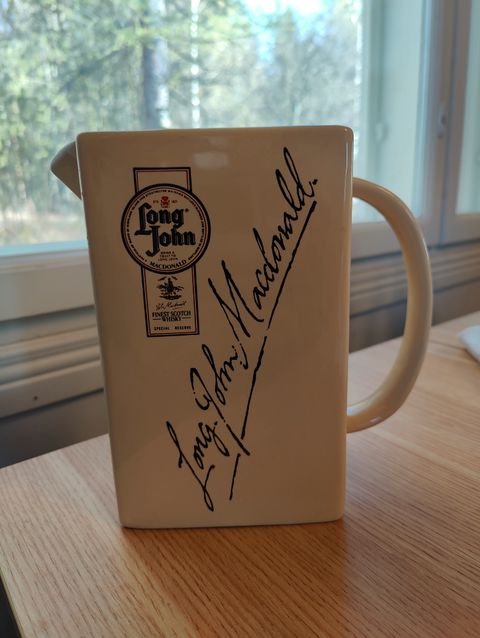 Long
John
MACDONALD
FINEST SCOTCH
WHISKY
SPECIAL RESERVE
Long John Macdonald.